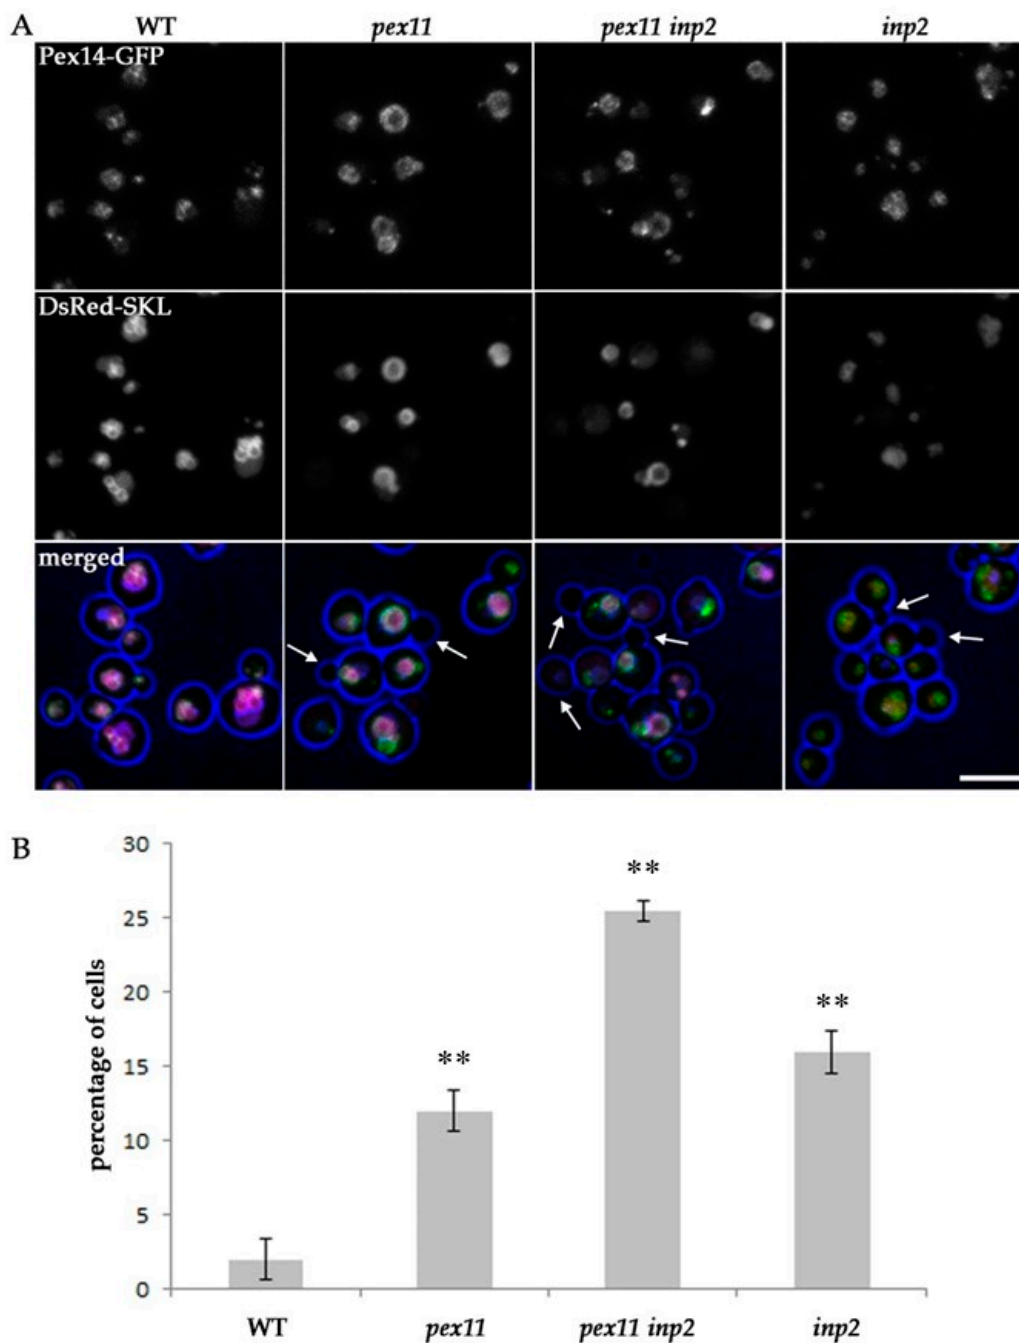 A WT pex11 pex11 inp2 inp2
Pex14-GFP
DsRed-SKL
merged
B
30
**
25
**
20
**
15
10
5
0
percentage of cells
WT pex11 pex11 inp2 inp2